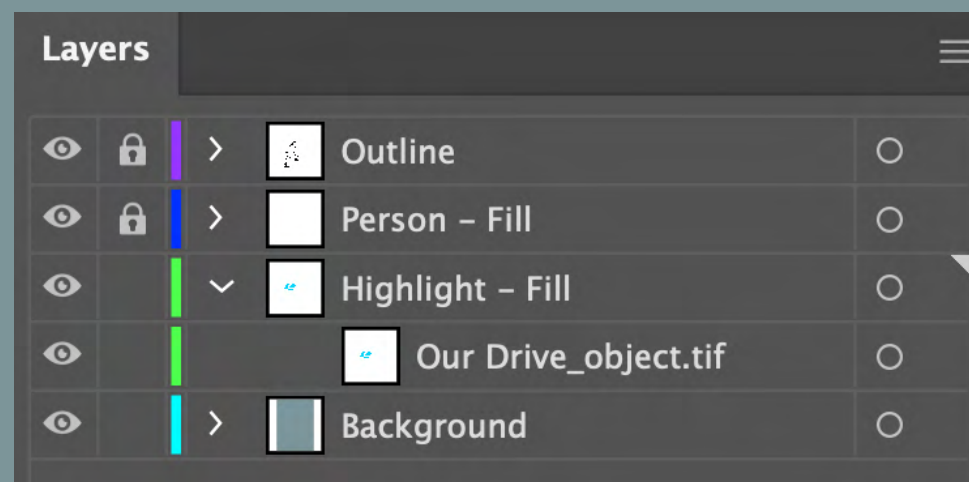 Layers
Outline
Person – Fill
Highlight – Fill
Our Drive_object.tif
Background